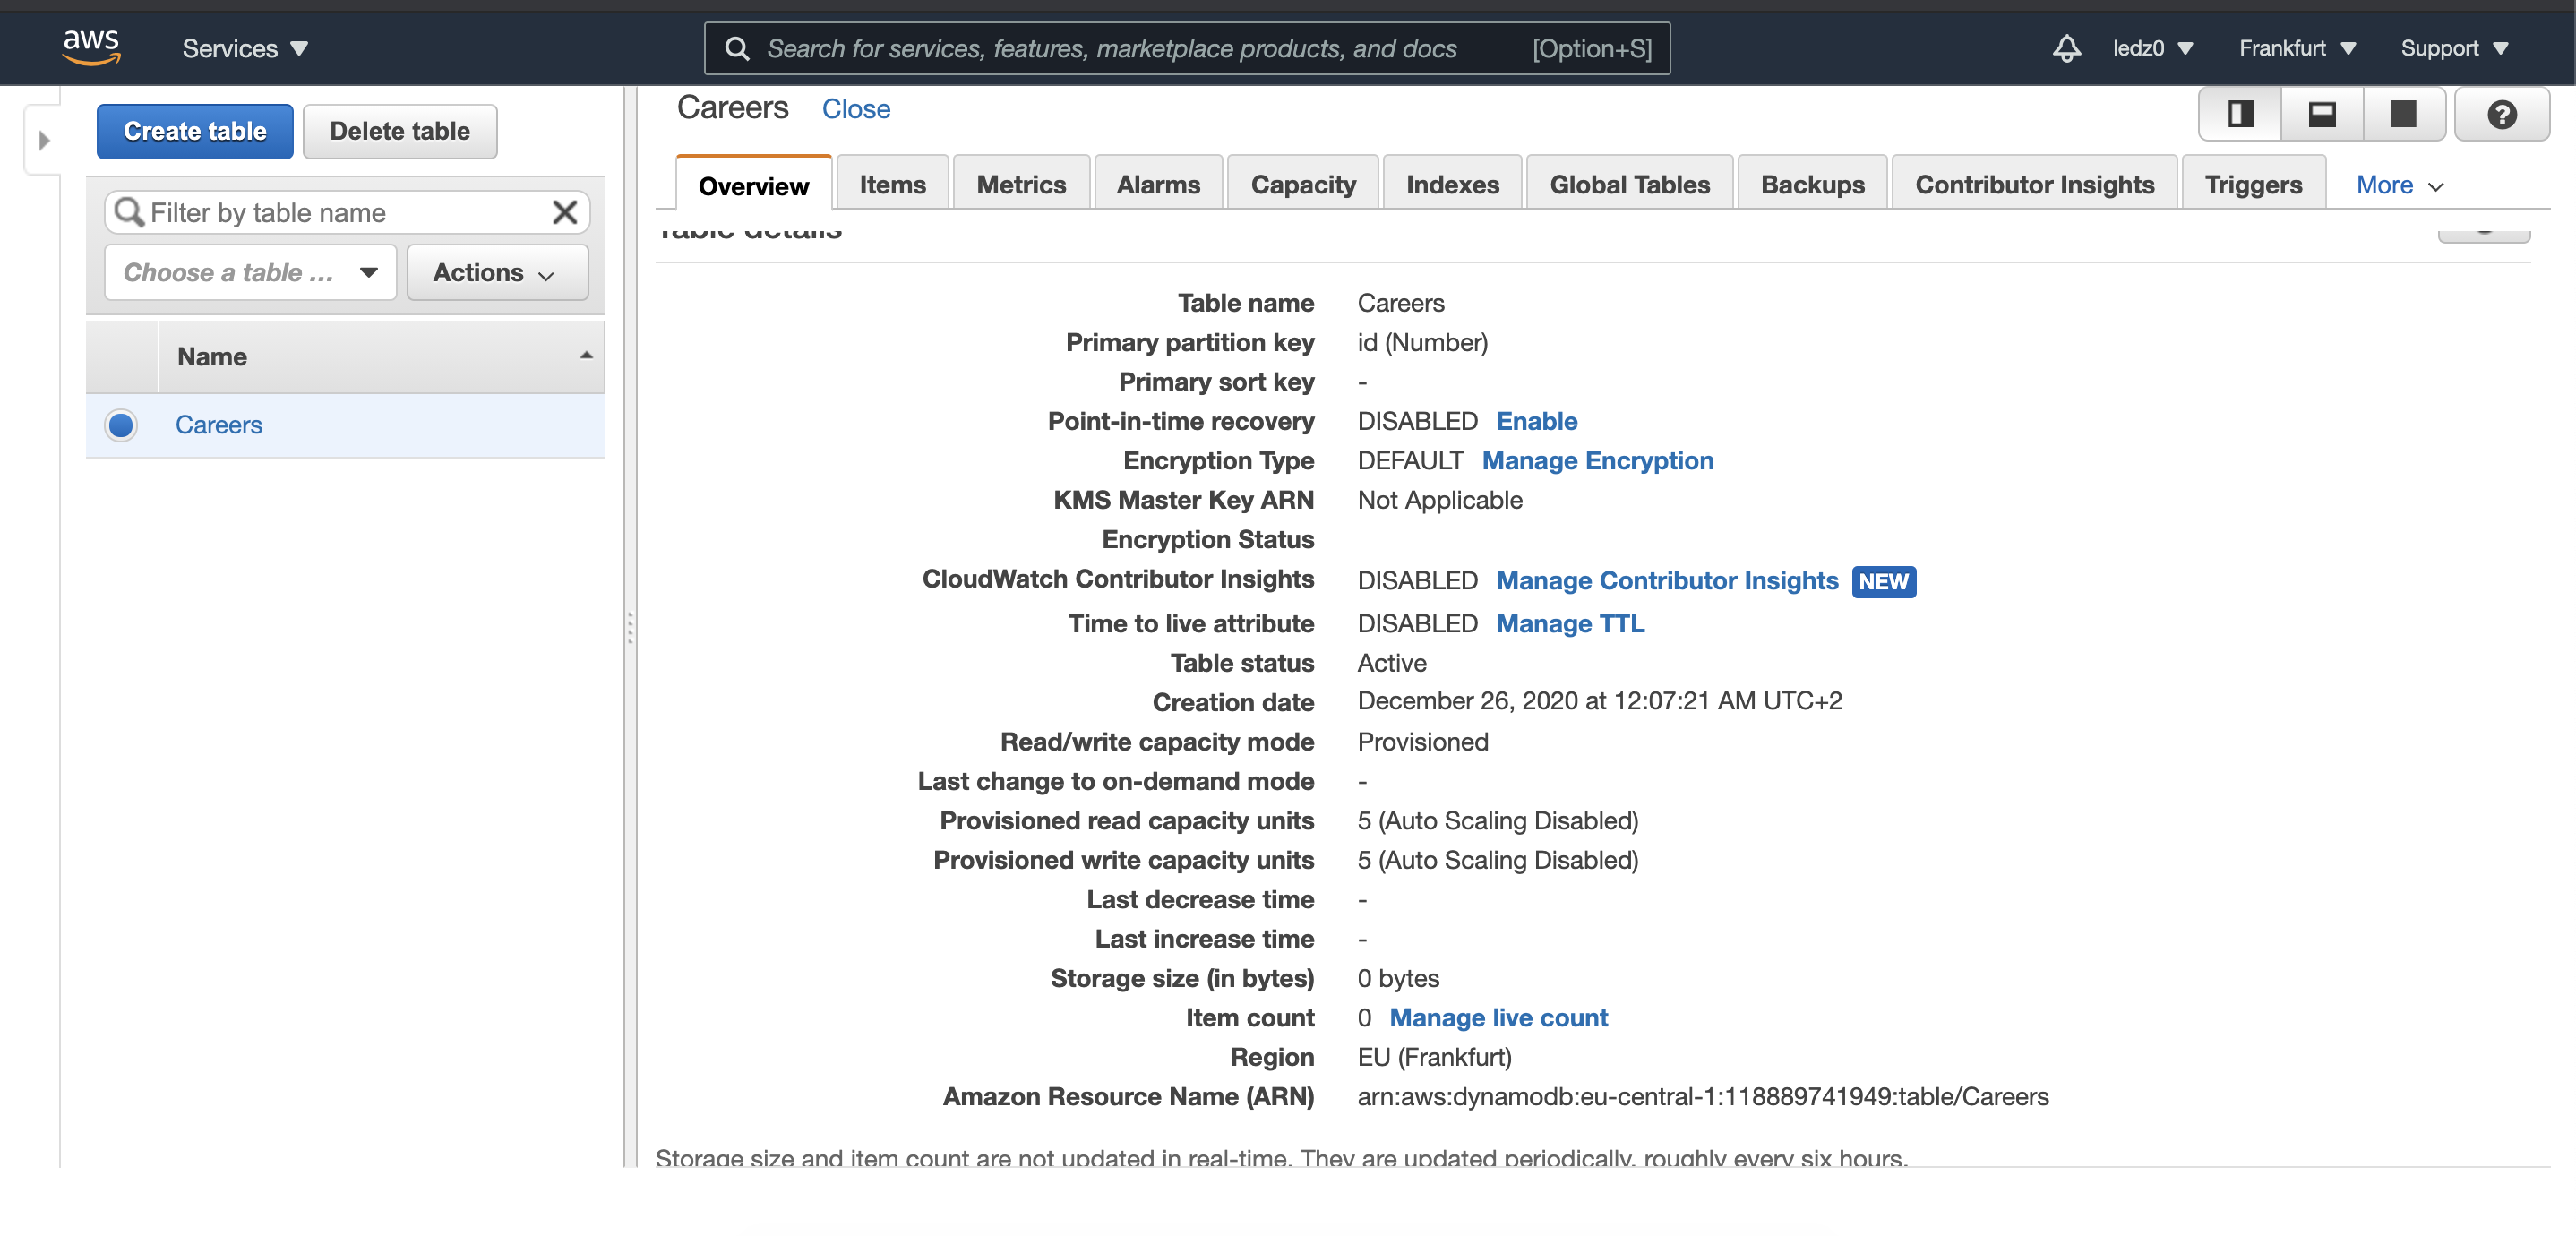 aws Services Search for services, features, marketplace products, and docs [Option+S] ledz0 Frankfurt Support
Create table Delete table
Filter by table name
Choose a table ... Actions
Name
Careers
Careers Close
Overview Items Metrics Alarms Capacity Indexes Global Tables Backups Contributor Insights Triggers More
Table details
Table name Careers
Primary partition key id (Number)
Primary sort key -
Point-in-time recovery DISABLED Enable
Encryption Type DEFAULT Manage Encryption
KMS Master Key ARN Not Applicable
Encryption Status
CloudWatch Contributor Insights DISABLED Manage Contributor Insights NEW
Time to live attribute DISABLED Manage TTL
Table status Active
Creation date December 26, 2020 at 12:07:21 AM UTC+2
Read/write capacity mode Provisioned
Last change to on-demand mode -
Provisioned read capacity units 5 (Auto Scaling Disabled)
Provisioned write capacity units 5 (Auto Scaling Disabled)
Last decrease time -
Last increase time -
Storage size (in bytes) 0 bytes
Item count 0 Manage live count
Region EU (Frankfurt)
Amazon Resource Name (ARN) arn:aws:dynamodb:eu-central-1:118889741949:table/Careers
Storage size and item count are not updated in real-time. They are updated periodically, roughly every six hours.